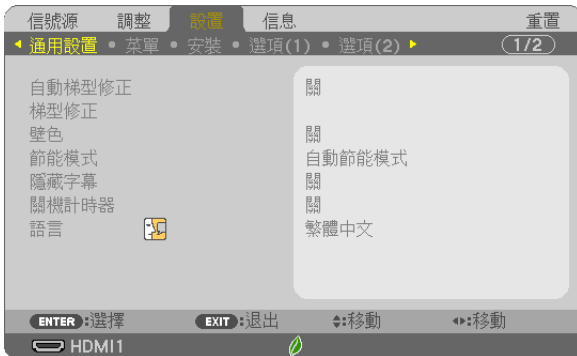 信號源 調整 設置 信息 重置
通用設置 • 菜單 • 安裝 • 選項(1) • 選項(2) 1/2
自動梯型修正 關
梯型修正
壁色 關
節能模式 自動節能模式
隱藏字幕 關
關機計時器 關
語言 繁體中文
ENTER :選擇 EXIT :退出 :移動 :移動
HDMI1